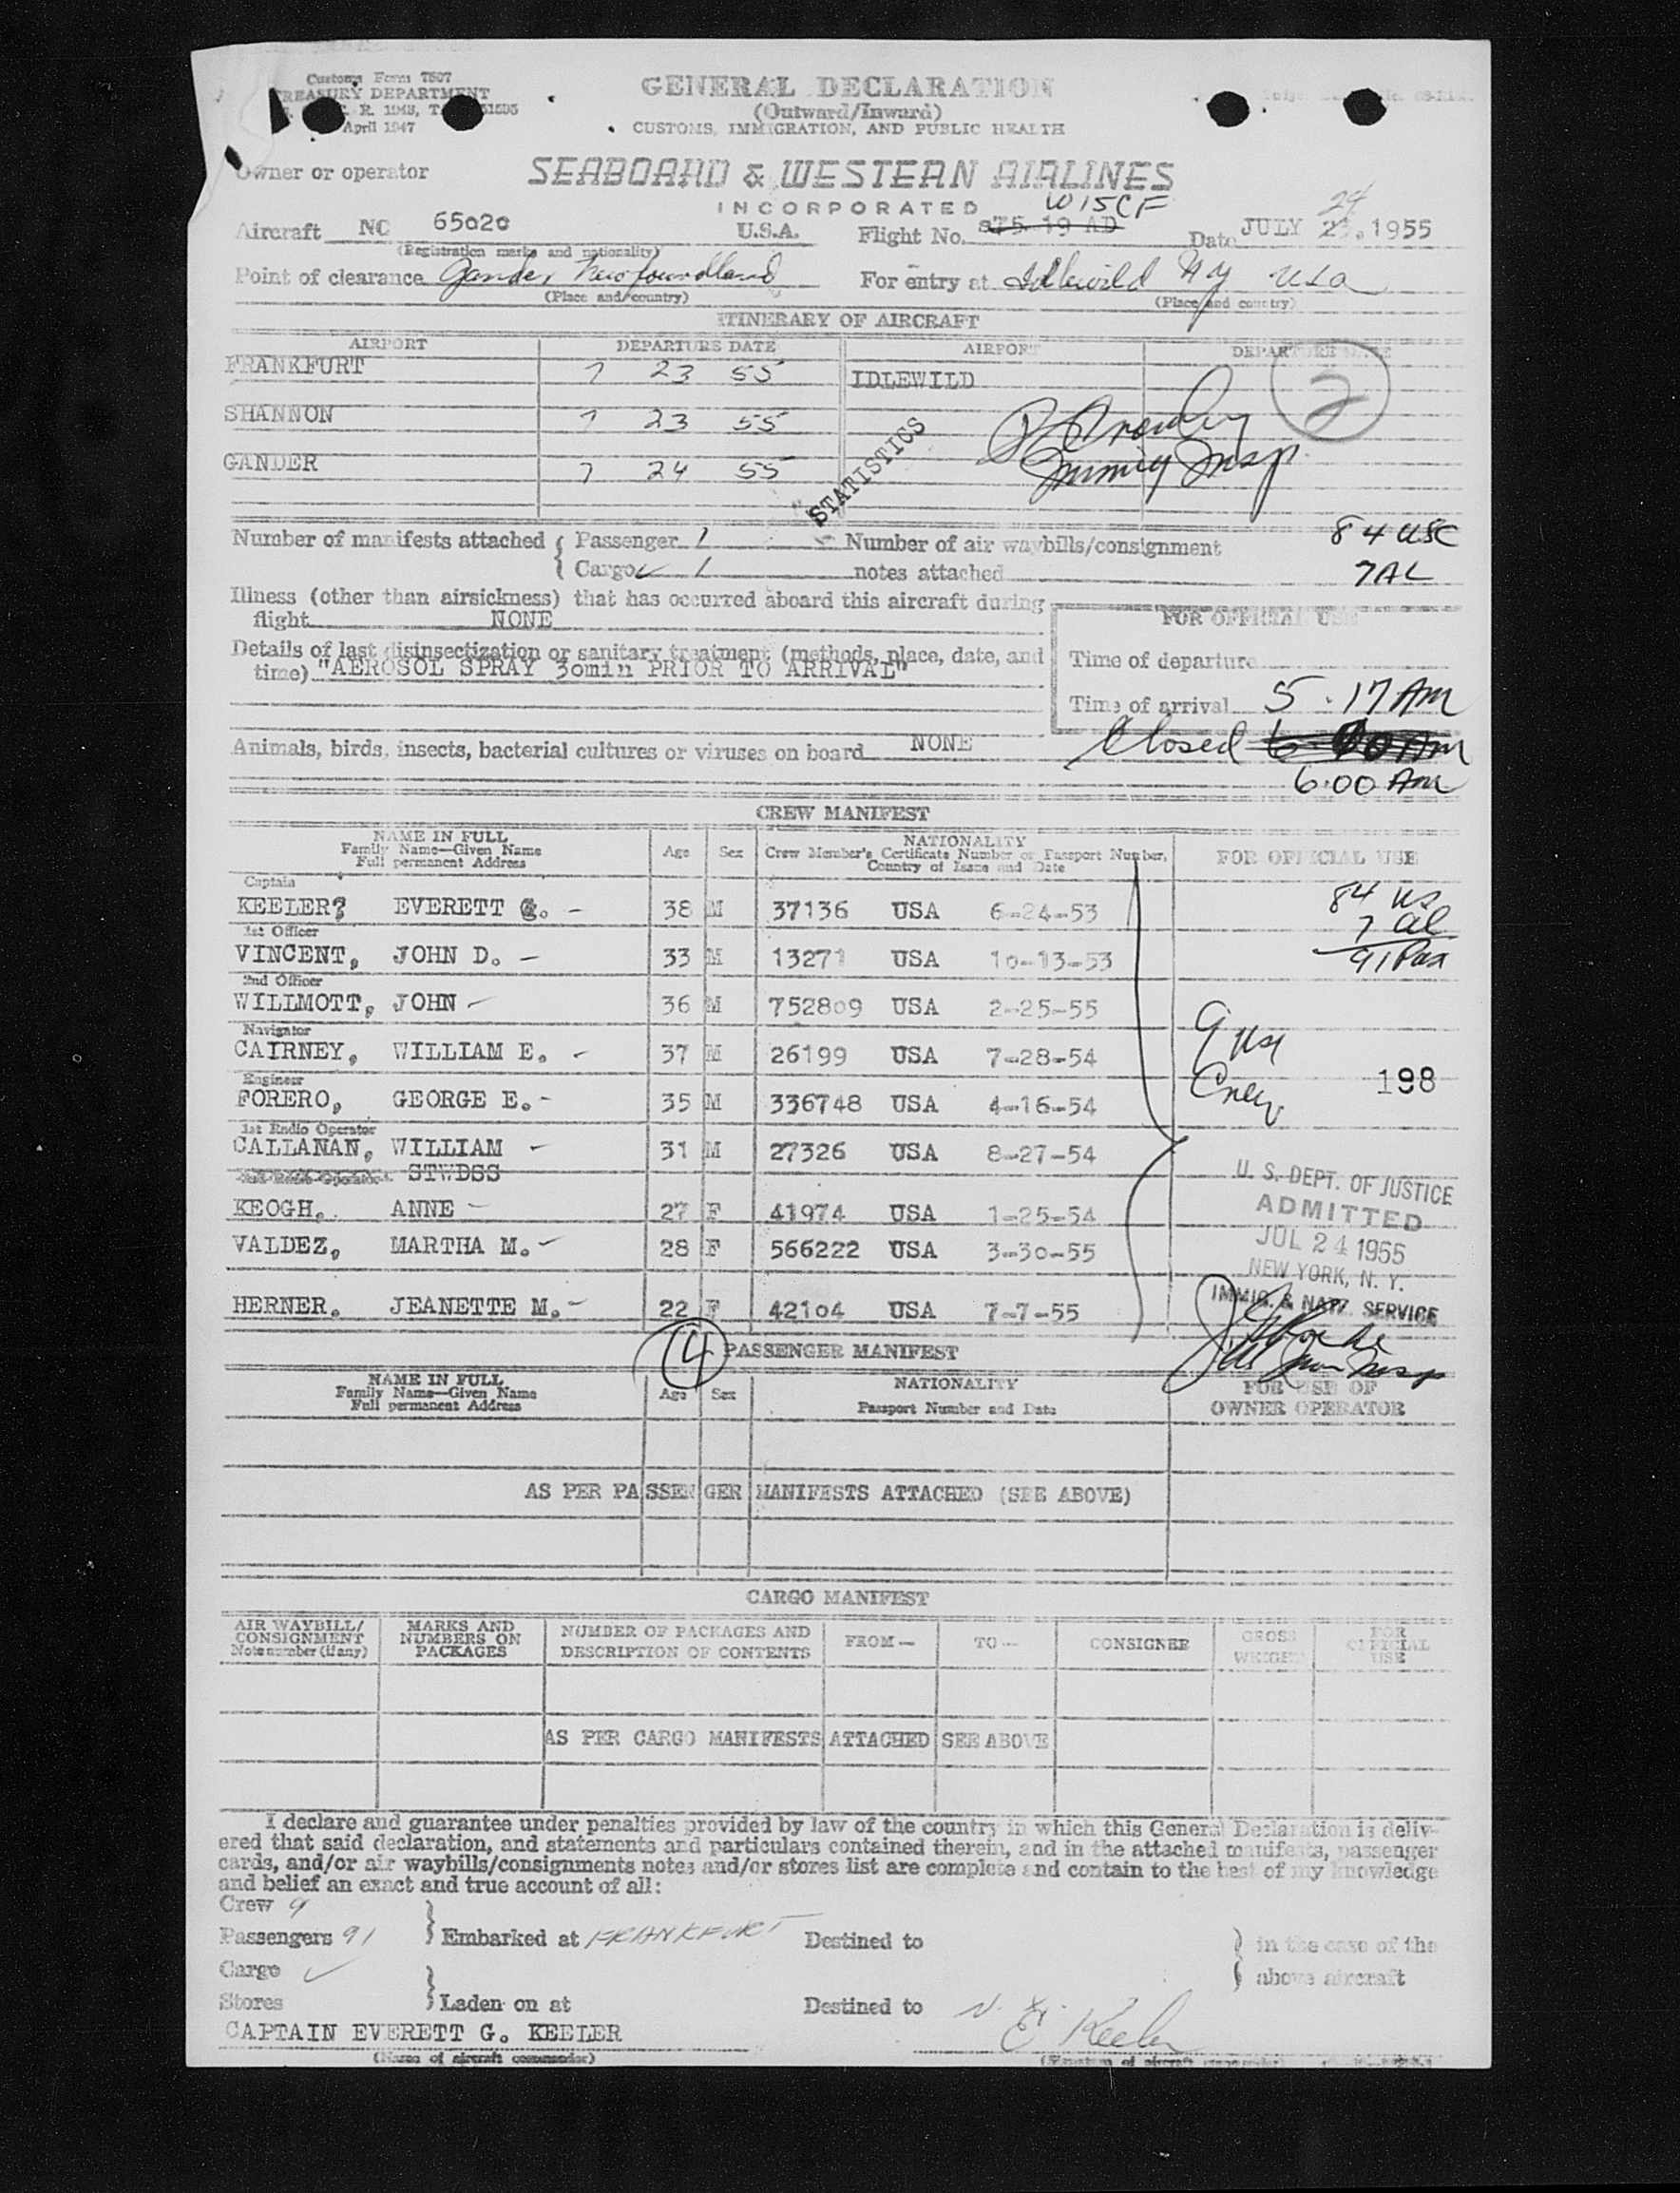 Customs Form 7507
TREASURY DEPARTMENT
April 1947
GENERAL DECLARATION
(Outward/Inward)
CUSTOMS, IMMIGRATION, AND PUBLIC HEALTH
Owner or operator SEABOARD & WESTERN AIRLINES
INCORPORATED W15CF 24
Aircraft NC 65020 U.S.A. Flight No. 19 AD Date JULY 23, 1955
(Registration marks and nationality)
Point of clearance Gander Newfoundland For entry at Idlewild NY USA
(Place and country) (Place and country)
ITINERARY OF AIRCRAFT
AIRPORT DEPARTURE DATE AIRPORT DEPARTURE DATE
FRANKFURT 7 23 55 IDLEWILD 2
SHANNON 7 23 55
Immig Insp.
GANDER 7 24 55
STATISTICS
Number of manifests attached { Passenger 1 Number of air waybills/consignment 84 USC
{ Cargo ✓ 1 notes attached 7AL
Illness (other than airsickness) that has occurred aboard this aircraft during
flight NONE
FOR OFFICIAL USE
Details of last disinsectization or sanitary treatment (methods, place, date, and
time) "AEROSOL SPRAY 30min PRIOR TO ARRIVAL"
Time of departure
Time of arrival 5.17 AM
Animals, birds, insects, bacterial cultures or viruses on board NONE
Closed
6.00 AM
CREW MANIFEST
NAME IN FULL
Family Name—Given Name
Full permanent Address
Age Sex
NATIONALITY
Crew Member's Certificate Number or Passport Number,
Country of Issue and Date
FOR OFFICIAL USE
Captain
KEELER? EVERETT G. - 38 M 37136 USA 6-24-53
84 US
7 al
91 Pax
1st Officer
VINCENT, JOHN D. - 33 M 13271 USA 10-13-53
2nd Officer
WILLMOTT, JOHN - 36 M 752809 USA 2-25-55
Navigator
CAIRNEY, WILLIAM E. - 37 M 26199 USA 7-28-54
9 USC
Crew
198
Engineer
FORERO, GEORGE E. - 35 M 336748 USA 4-16-54
1st Radio Operator
CALLANAN, WILLIAM - 31 M 27326 USA 8-27-54
2nd Radio Operator STWDSS
KEOGH, ANNE - 27 F 41974 USA 1-25-54
VALDEZ, MARTHA M. - 28 F 566222 USA 3-30-55
HERNER. JEANETTE M. - 22 F 42104 USA 7-7-55
U. S. DEPT. OF JUSTICE
ADMITTED
JUL 24 1955
NEW YORK, N. Y.
IMMIG. & NATZ. SERVICE
4 PASSENGER MANIFEST
NAME IN FULL
Family Name—Given Name
Full permanent Address
Age Sex
NATIONALITY
Passport Number and Date
FOR USE OF
OWNER OPERATOR
AS PER PASSENGER MANIFESTS ATTACHED (SEE ABOVE)
CARGO MANIFEST
AIR WAYBILL/
CONSIGNMENT
Note number (if any)
MARKS AND
NUMBERS ON
PACKAGES
NUMBER OF PACKAGES AND
DESCRIPTION OF CONTENTS
FROM— TO— CONSIGNEE
GROSS
WEIGHT
FOR
OFFICIAL
USE
AS PER CARGO MANIFESTS ATTACHED SEE ABOVE
I declare and guarantee under penalties provided by law of the country in which this General Declaration is deliv-
ered that said declaration, and statements and particulars contained therein, and in the attached manifests, passenger
cards, and/or air waybills/consignments notes and/or stores list are complete and contain to the best of my knowledge
and belief an exact and true account of all:
Crew 9
Passengers 91 } Embarked at FRANKFURT Destined to } in the case of the
Cargo ✓ above aircraft
Stores } Laden on at Destined to
CAPTAIN EVERETT G. KEELER E. Keeler
(Name of aircraft commander)